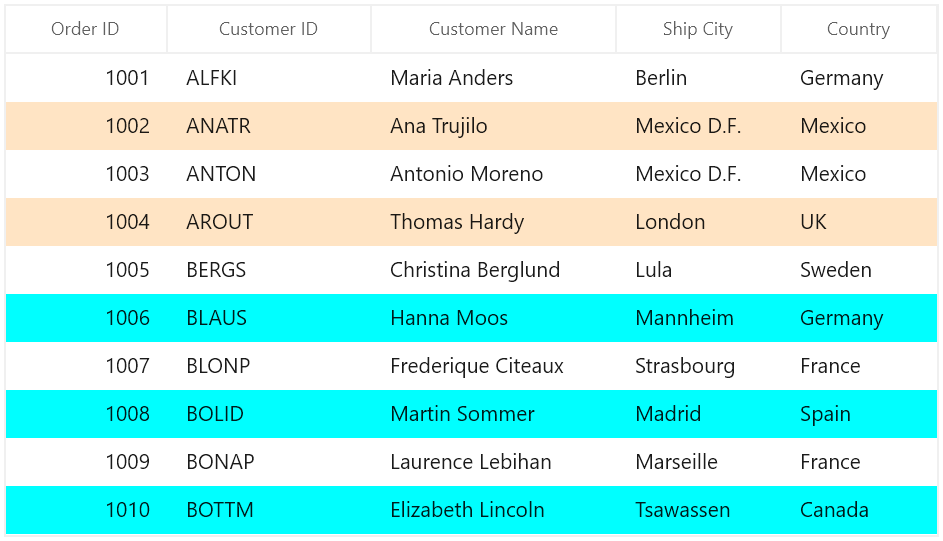 Order ID Customer ID Customer Name Ship City Country
1001 ALFKI Maria Anders Berlin Germany
1002 ANATR Ana Trujilo Mexico D.F. Mexico
1003 ANTON Antonio Moreno Mexico D.F. Mexico
1004 AROUT Thomas Hardy London UK
1005 BERGS Christina Berglund Lula Sweden
1006 BLAUS Hanna Moos Mannheim Germany
1007 BLONP Frederique Citeaux Strasbourg France
1008 BOLID Martin Sommer Madrid Spain
1009 BONAP Laurence Lebihan Marseille France
1010 BOTTM Elizabeth Lincoln Tsawassen Canada